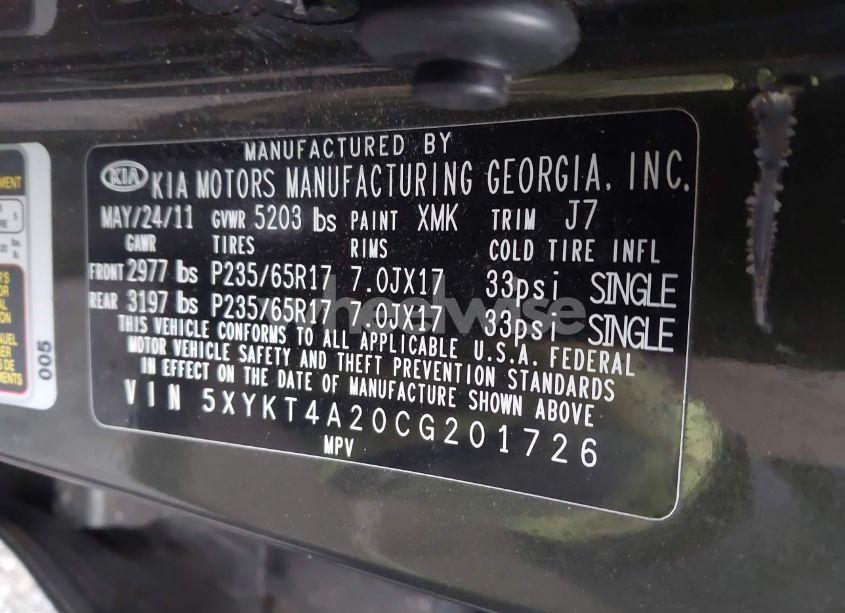 MANUFACTURED BY
KIA KIA MOTORS MANUFACTURING GEORGIA, INC.
MAY/24/11 GVWR 5203 lbs PAINT XMK TRIM J7
GAWR TIRES RIMS COLD TIRE INFL
FRONT 2977 lbs P235/65R17 7.0JX17 33psi SINGLE
REAR 3197 lbs P235/65R17 7.0JX17 33psi SINGLE
THIS VEHICLE CONFORMS TO ALL APPLICABLE U.S.A. FEDERAL
MOTOR VEHICLE SAFETY AND THEFT PREVENTION STANDARDS
IN EFFECT ON THE DATE OF MANUFACTURE SHOWN ABOVE
VIN 5XYKT4A20CG201726
MPV
005